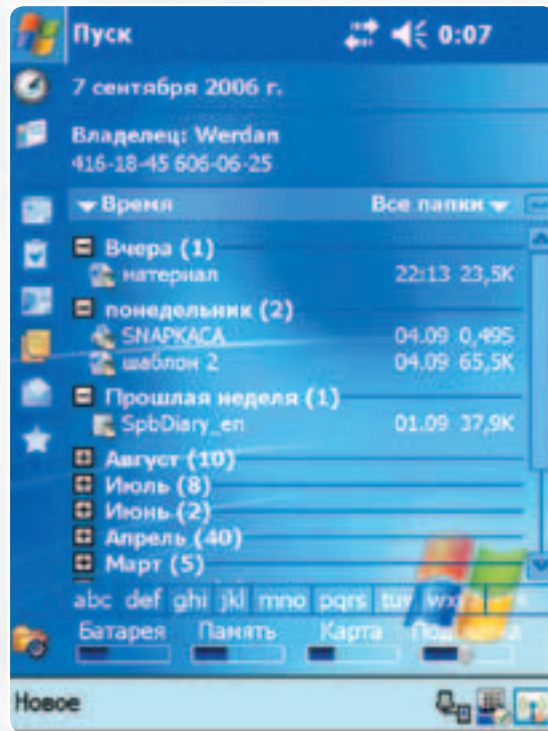 Пуск 0:07
7 сентября 2006 г.
Владелец: Werdan
416-18-45 606-06-25
Время Все папки
Вчера (1)
материал 22:13 23,5K
понедельник (2)
SNAPKACA 04.09 0,49S
шаблон 2 04.09 65,5K
Прошлая неделя (1)
SpbDiary_en 01.09 37,9K
Август (10)
Июль (8)
Июнь (2)
Апрель (40)
Март (5)
abc def ghi jkl mno pqrs tuv
Батарея Память Карта
Новое